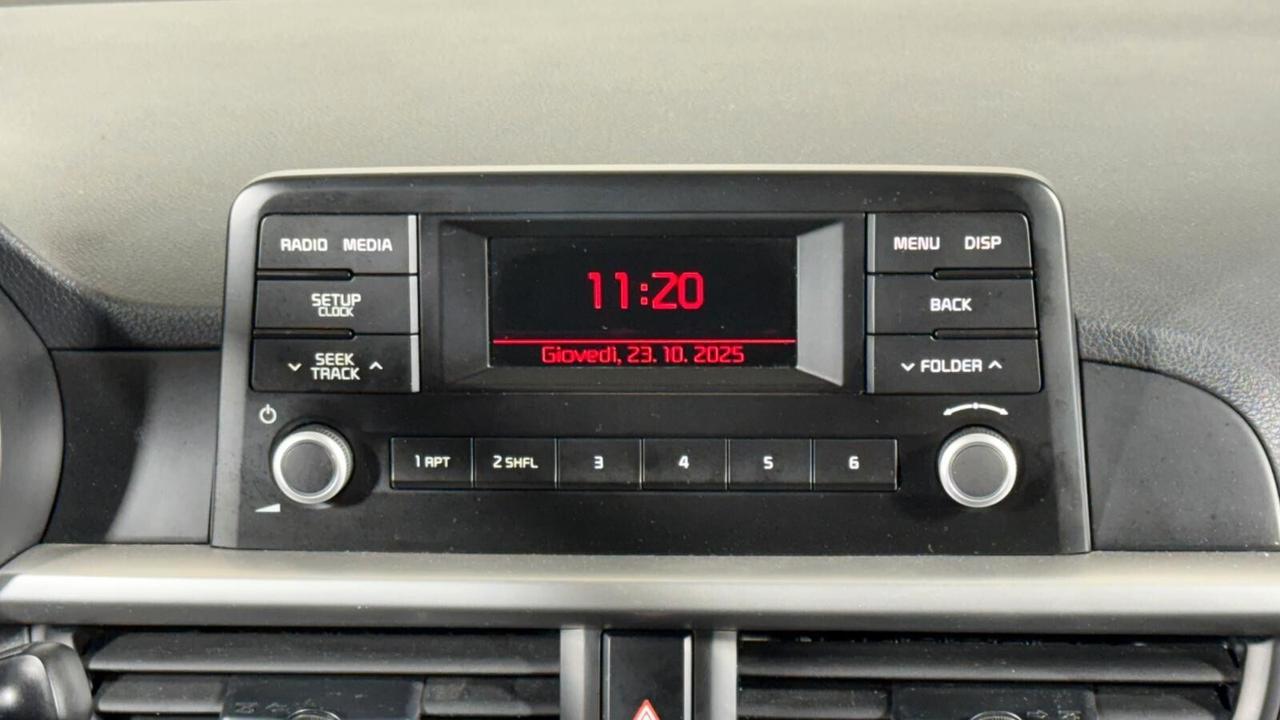 RADIO MEDIA
SETUP
CLOCK
SEEK
TRACK
11:20
Giovedì, 23. 10. 2025
MENU DISP
BACK
FOLDER
1 RPT 2 SHFL 3 4 5 6